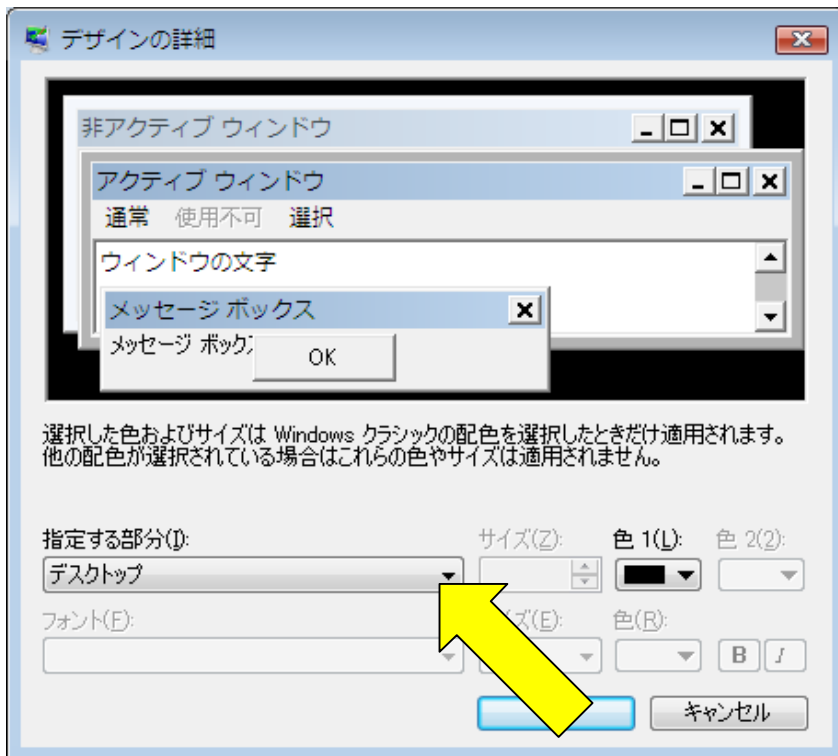 デザインの詳細
非アクティブ ウィンドウ
アクティブ ウィンドウ
通常 使用不可 選択
ウィンドウの文字
メッセージ ボックス
メッセージ ボック
OK
選択した色およびサイズは Windows クラシックの配色を選択したときだけ適用されます。
他の配色が選択されている場合はこれらの色やサイズは適用されません。
指定する部分(I): サイズ(Z): 色 1(L): 色 2(2):
デスクトップ
フォント(F): ズ(E): 色(R):
B I
キャンセル